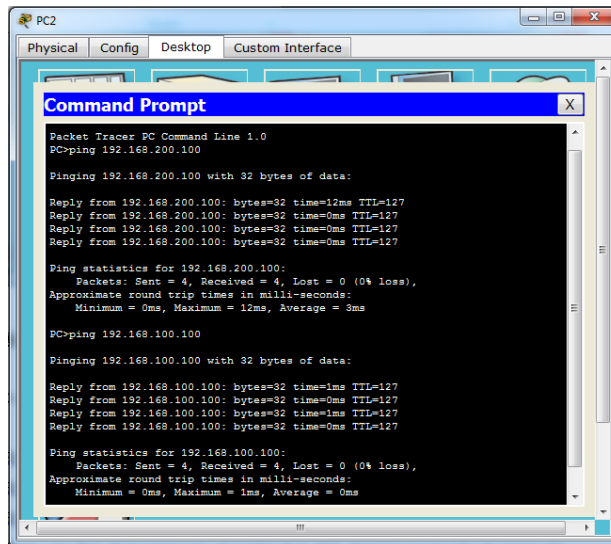 PC2
Physical Config Desktop Custom Interface
Command Prompt
X
Packet Tracer PC Command Line 1.0
PC>ping 192.168.200.100
Pinging 192.168.200.100 with 32 bytes of data:
Reply from 192.168.200.100: bytes=32 time=12ms TTL=127
Reply from 192.168.200.100: bytes=32 time=0ms TTL=127
Reply from 192.168.200.100: bytes=32 time=0ms TTL=127
Reply from 192.168.200.100: bytes=32 time=0ms TTL=127
Ping statistics for 192.168.200.100:
Packets: Sent = 4, Received = 4, Lost = 0 (0% loss),
Approximate round trip times in milli-seconds:
Minimum = 0ms, Maximum = 12ms, Average = 3ms
PC>ping 192.168.100.100
Pinging 192.168.100.100 with 32 bytes of data:
Reply from 192.168.100.100: bytes=32 time=1ms TTL=127
Reply from 192.168.100.100: bytes=32 time=0ms TTL=127
Reply from 192.168.100.100: bytes=32 time=1ms TTL=127
Reply from 192.168.100.100: bytes=32 time=0ms TTL=127
Ping statistics for 192.168.100.100:
Packets: Sent = 4, Received = 4, Lost = 0 (0% loss),
Approximate round trip times in milli-seconds:
Minimum = 0ms, Maximum = 1ms, Average = 0ms